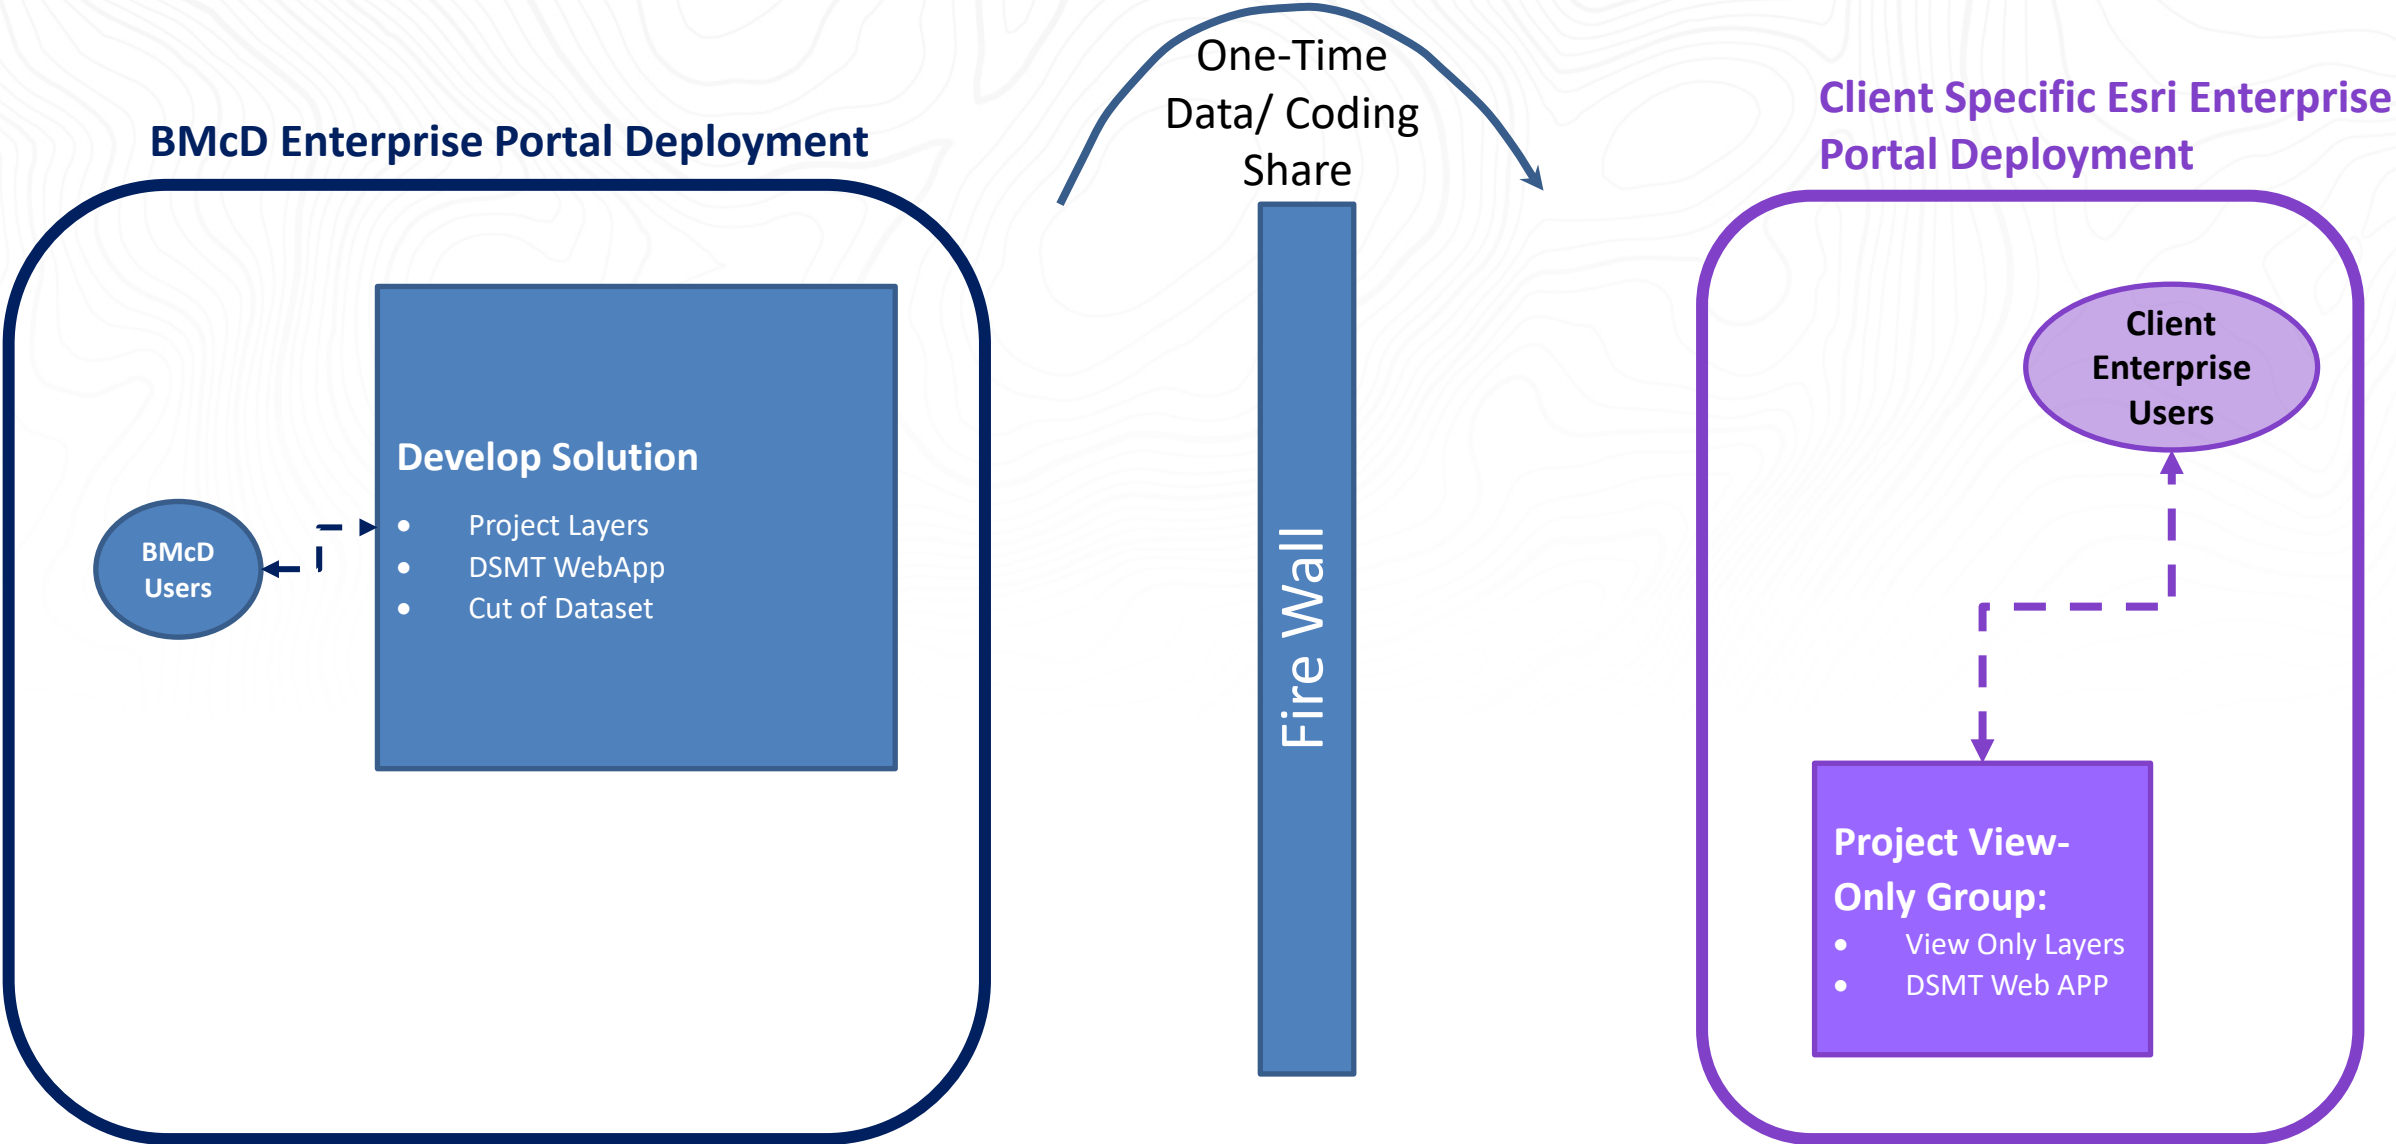 One-Time
Data/ Coding
Share
BMcD Enterprise Portal Deployment
Client Specific Esri Enterprise
Portal Deployment
Develop Solution
• Project Layers
• DSMT WebApp
• Cut of Dataset
BMcD
Users
Fire Wall
Client
Enterprise
Users
Project View-
Only Group:
• View Only Layers
• DSMT Web APP